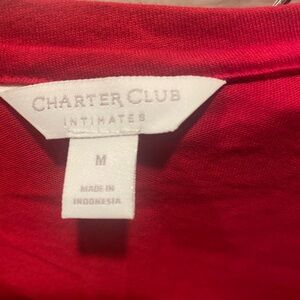 CHARTER CLUB
INTIMATES
M
MADE IN
INDONESIA